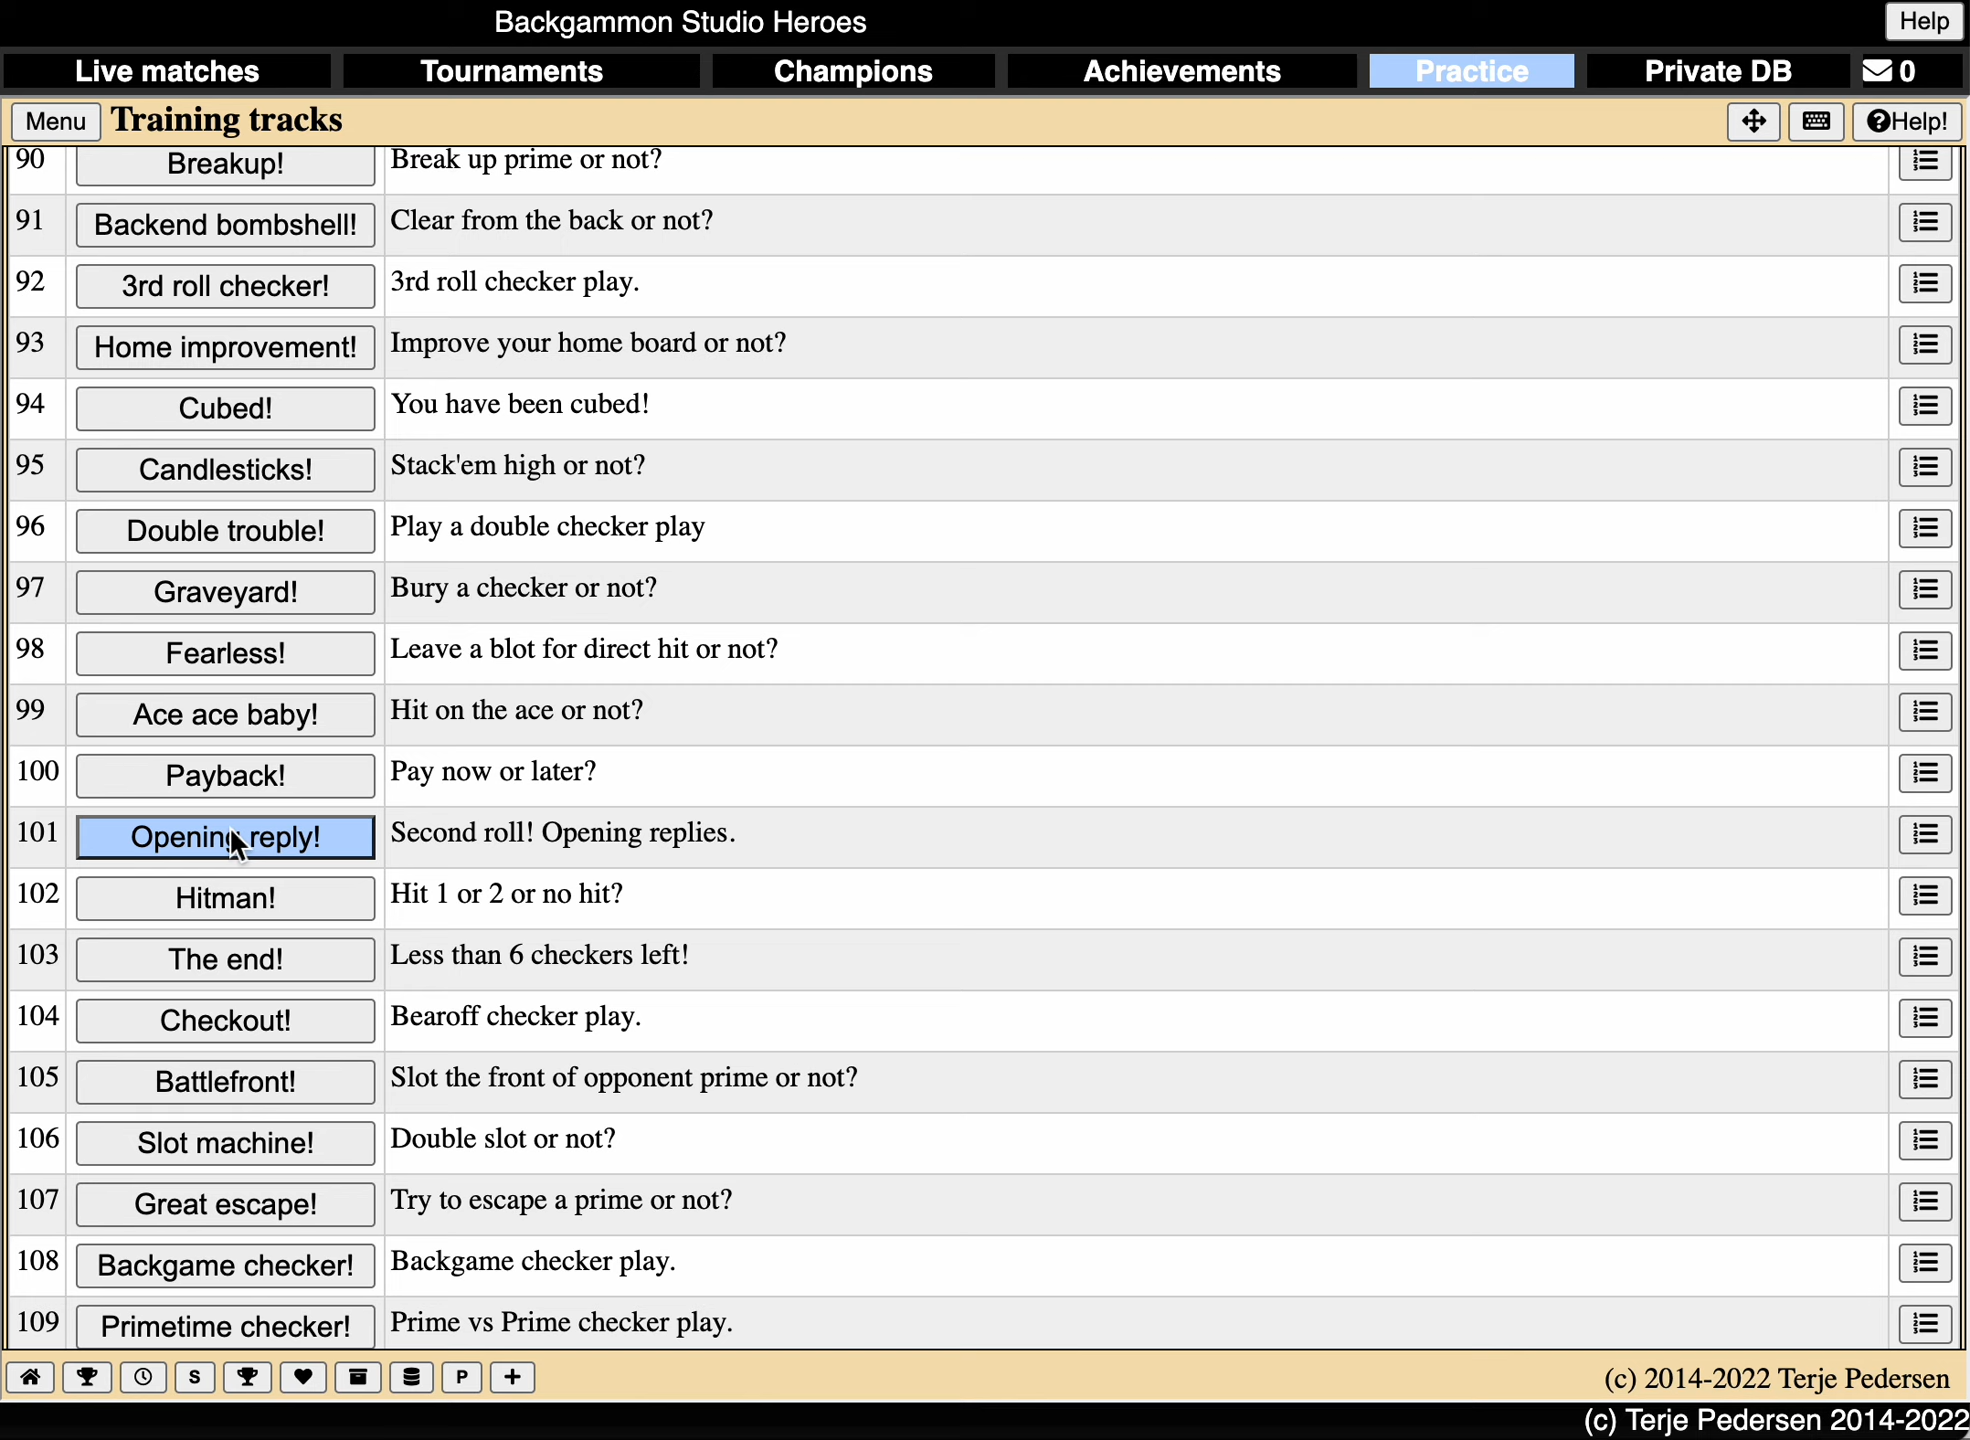 Backgammon Studio Heroes
Help
Live matches Tournaments Champions Achievements Practice Private DB 0
Menu Training tracks Help!
90 Breakup! Break up prime or not?
91 Backend bombshell! Clear from the back or not?
92 3rd roll checker! 3rd roll checker play.
93 Home improvement! Improve your home board or not?
94 Cubed! You have been cubed!
95 Candlesticks! Stack'em high or not?
96 Double trouble! Play a double checker play
97 Graveyard! Bury a checker or not?
98 Fearless! Leave a blot for direct hit or not?
99 Ace ace baby! Hit on the ace or not?
100 Payback! Pay now or later?
101 Opening reply! Second roll! Opening replies.
102 Hitman! Hit 1 or 2 or no hit?
103 The end! Less than 6 checkers left!
104 Checkout! Bearoff checker play.
105 Battlefront! Slot the front of opponent prime or not?
106 Slot machine! Double slot or not?
107 Great escape! Try to escape a prime or not?
108 Backgame checker! Backgame checker play.
109 Primetime checker! Prime vs Prime checker play.
S P (c) 2014-2022 Terje Pedersen
(c) Terje Pedersen 2014-2022